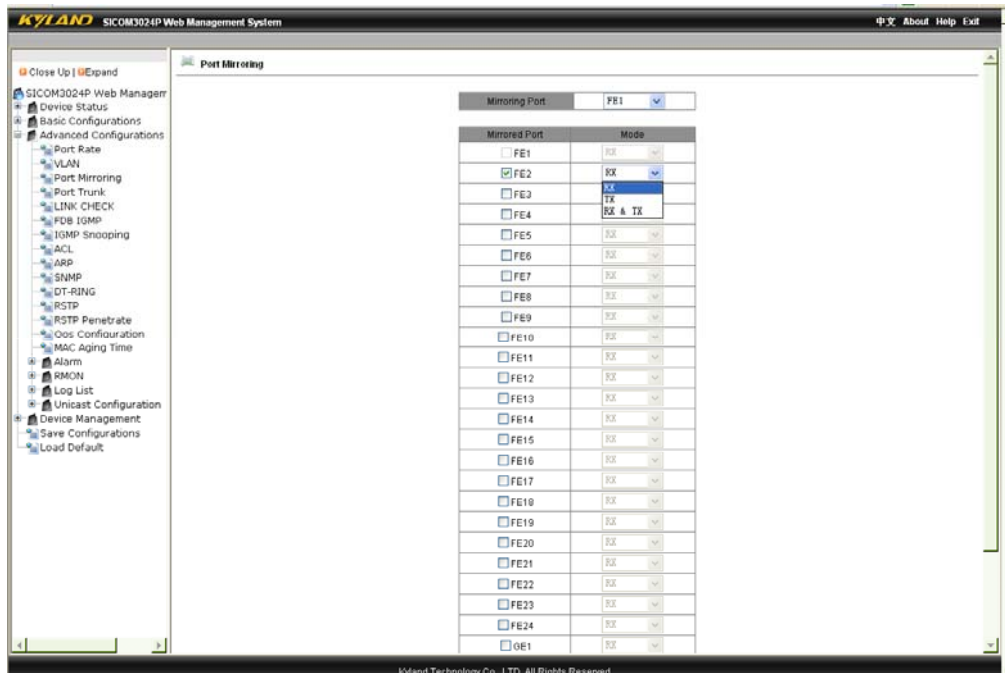 KYLAND SICOM3024P Web Management System
中文 About Help Exit
Close Up | Expand
SICOM3024P Web Managem
Device Status
Basic Configurations
Advanced Configurations
Port Rate
VLAN
Port Mirroring
Port Trunk
LINK CHECK
FDB IGMP
IGMP Snooping
ACL
ARP
SNMP
DT-RING
RSTP
RSTP Penetrate
Qos Configuration
MAC Aging Time
Alarm
RMON
Log List
Unicast Configuration
Device Management
Save Configurations
Load Default
Port Mirroring
Mirroring Port FE1
Mirrored Port Mode
FE1 RX
FE2 RX
RX
TX
RX & TX
FE3
FE4
FE5 RX
FE6 RX
FE7 RX
FE8 RX
FE9 RX
FE10 RX
FE11 RX
FE12 RX
FE13 RX
FE14 RX
FE15 RX
FE16 RX
FE17 RX
FE18 RX
FE19 RX
FE20 RX
FE21 RX
FE22 RX
FE23 RX
FE24 RX
GE1 RX
Kyland Technology Co., LTD. All Rights Reserved